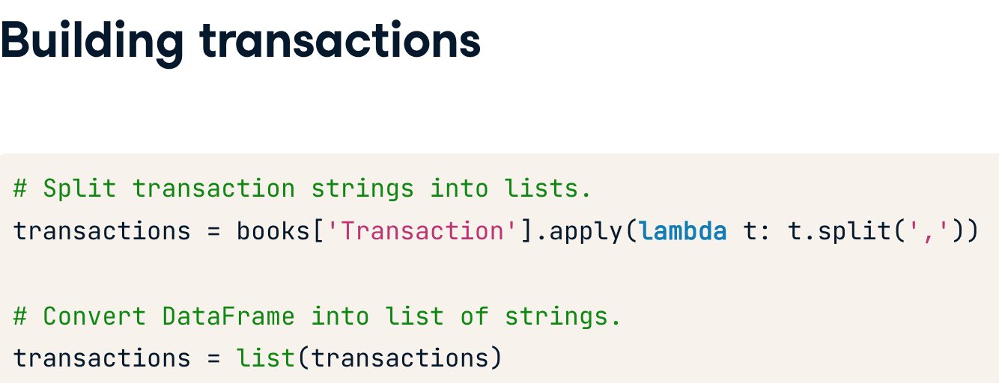 Building transactions
# Split transaction strings into lists.
transactions = books['Transaction'].apply(lambda t: t.split(','))
# Convert DataFrame into list of strings.
transactions = list(transactions)